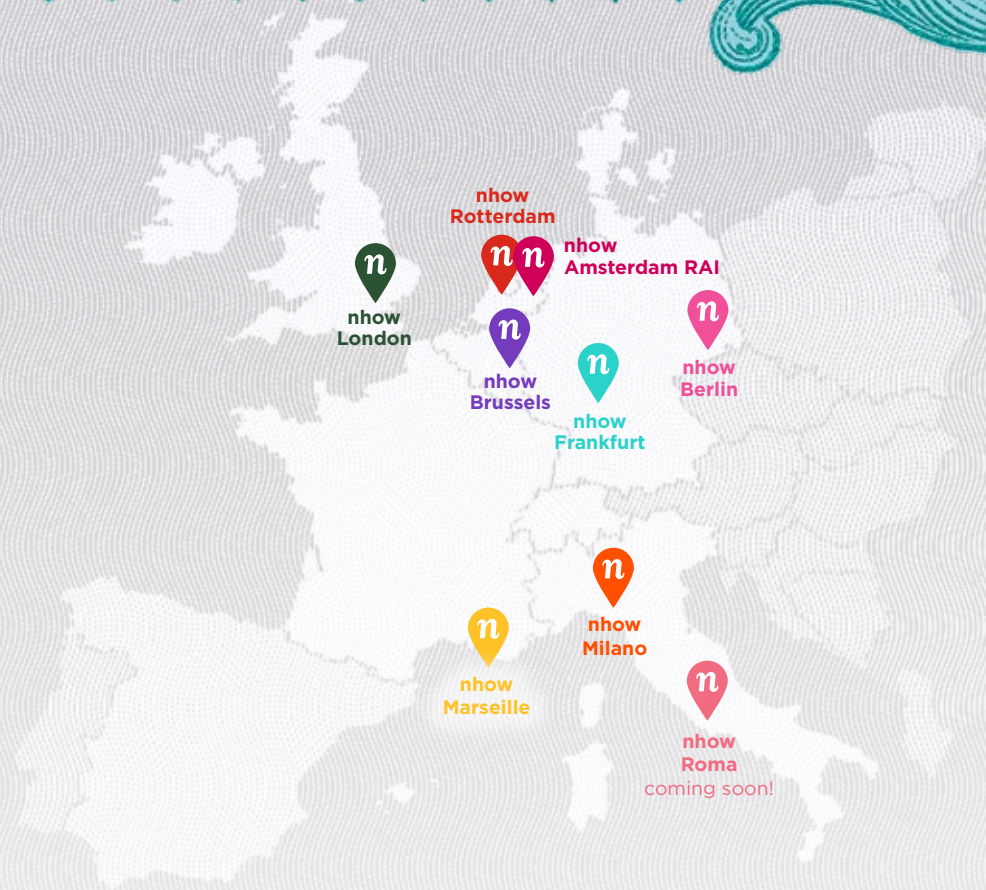 nhow
Rotterdam
n
n
nhow
Amsterdam RAI
n
nhow
London
n
nhow
Berlin
n
nhow
Brussels
n
nhow
Frankfurt
n
nhow
Milano
n
nhow
Marseille
n
nhow
Roma
coming soon!